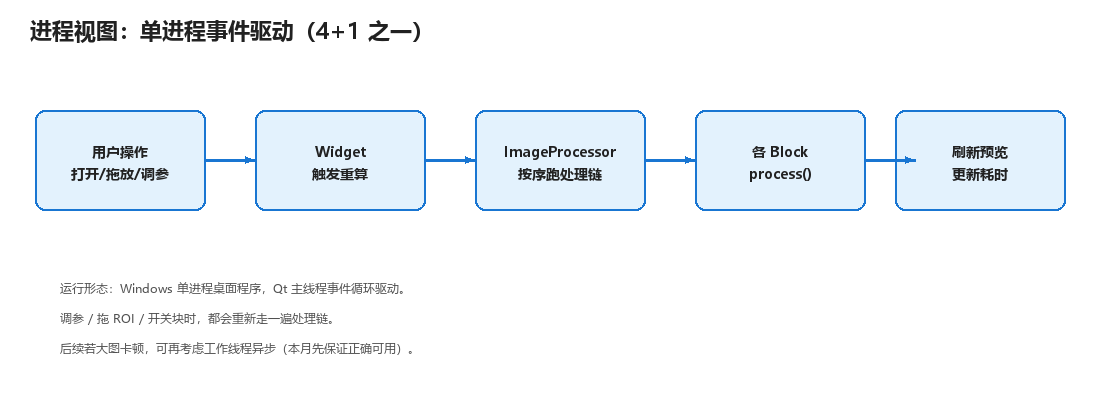 进程视图：单进程事件驱动（4+1 之一）
用户操作
打开/拖放/调参
Widget
触发重算
ImageProcessor
按序跑处理链
各 Block
process()
刷新预览
更新耗时
运行形态：Windows 单进程桌面程序，Qt 主线程事件循环驱动。
调参 / 拖 ROI / 开关块时，都会重新走一遍处理链。
后续若大图卡顿，可再考虑工作线程异步（本月先保证正确可用）。